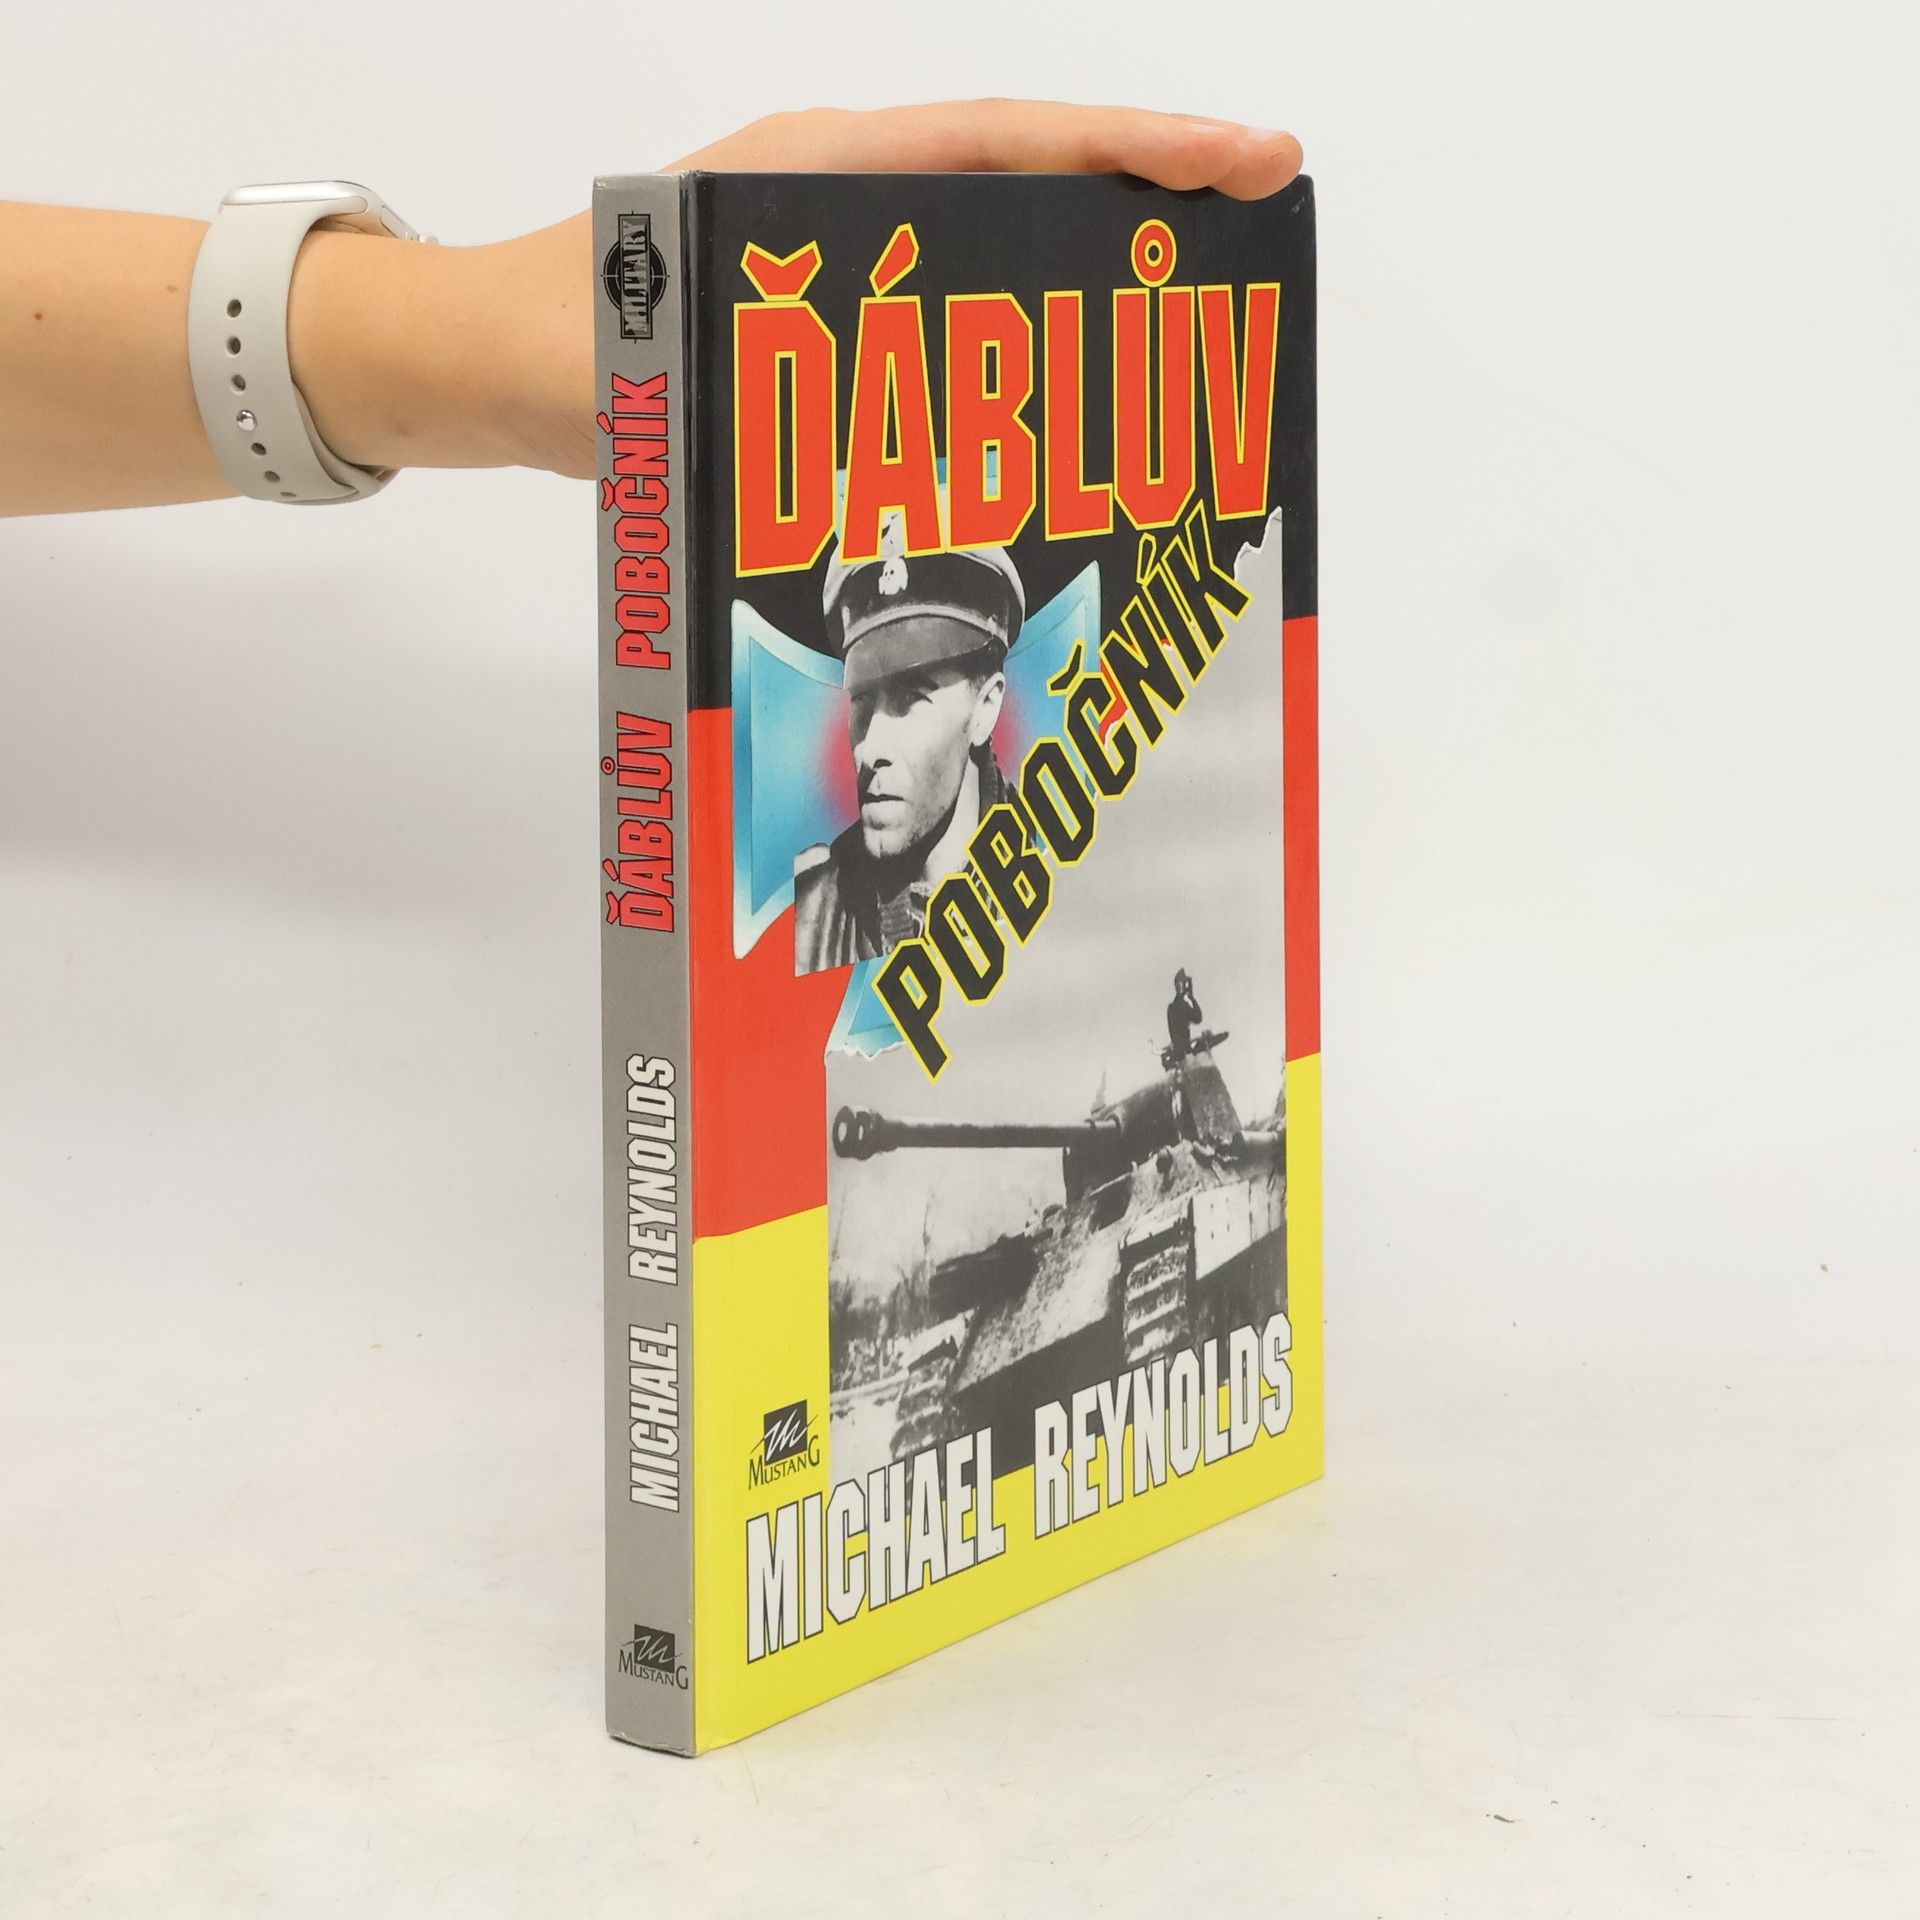 MILITARY
ĎÁBLŮV POBOČNÍK
MICHAEL REYNOLDS
MUSTANG
ĎÁBLŮV
POBOČNÍK
MUSTANG
MICHAEL REYNOLDS